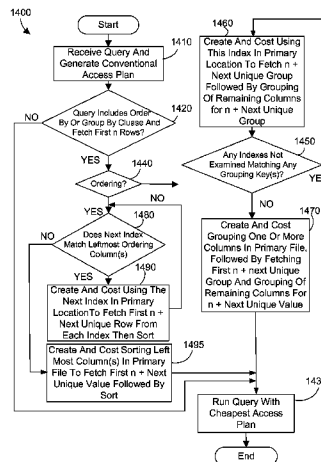 1400
Start
1410
Receive Query And
Generate Conventional
Access Plan
1420
Query Includes Order
By Or Group By Cluase And
Fetch First n Rows?
NO
YES
1440
Ordering?
YES
1480
NO
Does Next Index
Match Leftmost Ordering
Column(s)
YES
1490
Create And Cost Using The
Next Index In Primary
LocationTo Fetch First n +
Next Unique Row From
Each Index Then Sort
1495
Create And Cost Sorting Left
Most Column(s) In Primary
File To Fetch First n + Next
Unique Value Followed By
Sort
1460
Create And Cost Using
This Index In Primary
Location To Fetch n +
Next Unique Group
Followed By Grouping
Of Remaining Columns
for n + Next Unique
Group
1450
Any Indexes Not
Examined Matching Any
Grouping Key(s)?
NO
1470
Create And Cost
Grouping One Or More
Columns In Primary File,
Followed By Fetching
First n + next Unique
Group And Grouping Of
Remaining Columns For
n + Next Unique Value
Run Query With
Cheapest Access
Plan
End